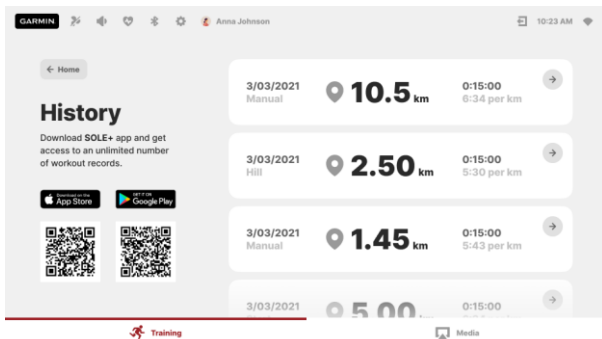 GARMIN
Anna Johnson
10:23 AM
← Home
History
Download SOLE+ app and get
access to an unlimited number
of workout records.
Download on the
App Store
GET IT ON
Google Play
3/03/2021
Manual
10.5 km
0:15:00
6:34 per km
3/03/2021
Hill
2.50 km
0:15:00
5:30 per km
3/03/2021
Manual
1.45 km
0:15:00
5:43 per km
3/03/2021
5.00 km
0:15:00
Training
Media